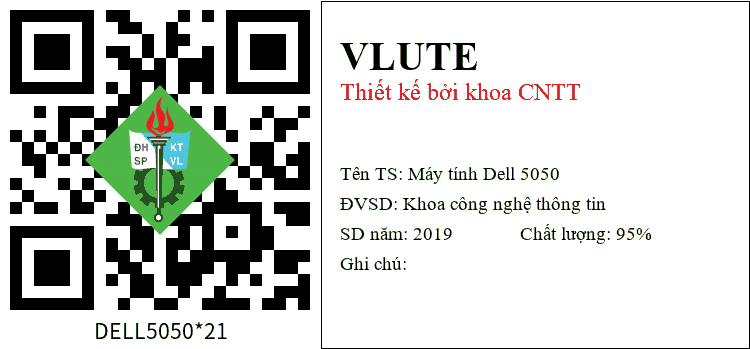 ĐH KT
SP VL
DELL5050*21
VLUTE
Thiết kế bởi khoa CNTT
Tên TS: Máy tính Dell 5050
ĐVSD: Khoa công nghệ thông tin
SD năm: 2019 Chất lượng: 95%
Ghi chú: